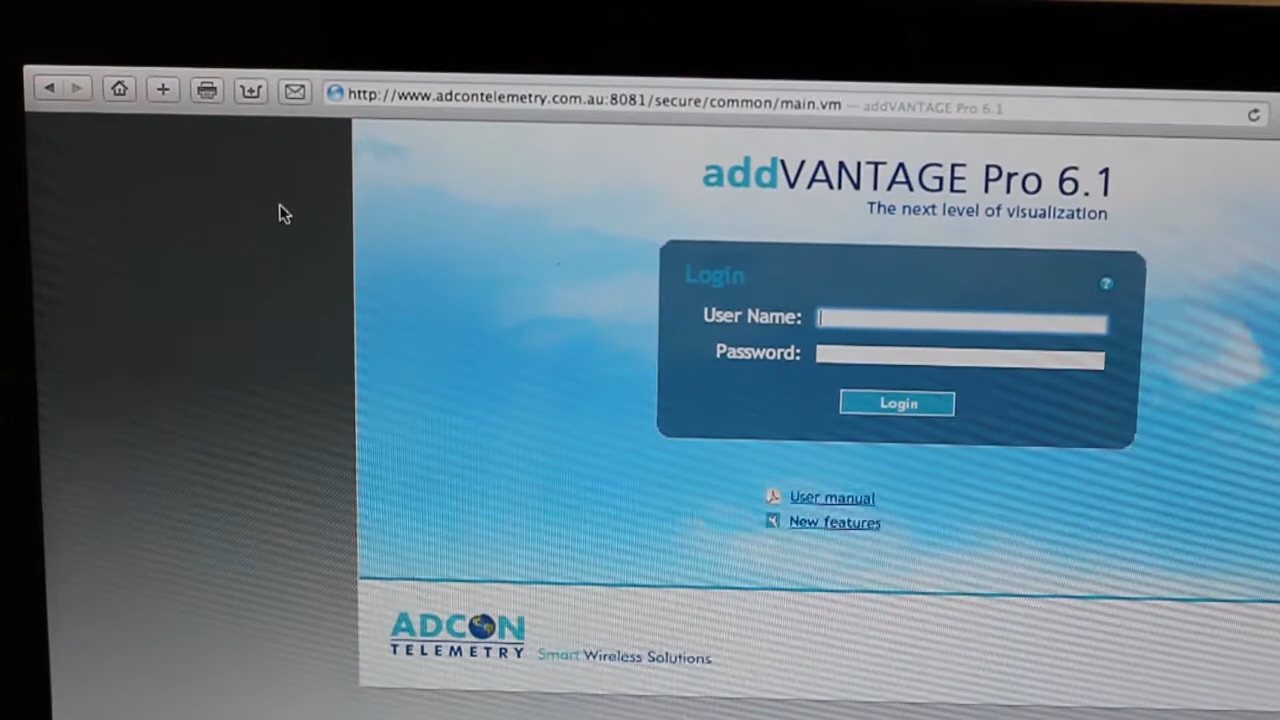 http://www.adcontelemetry.com.au:8081/secure/common/main.vm — addVANTAGE Pro 6.1
addVANTAGE Pro 6.1
The next level of visualization
Login
?
User Name:
Password:
Login
User manual
New features
ADCON
TELEMETRY Smart Wireless Solutions